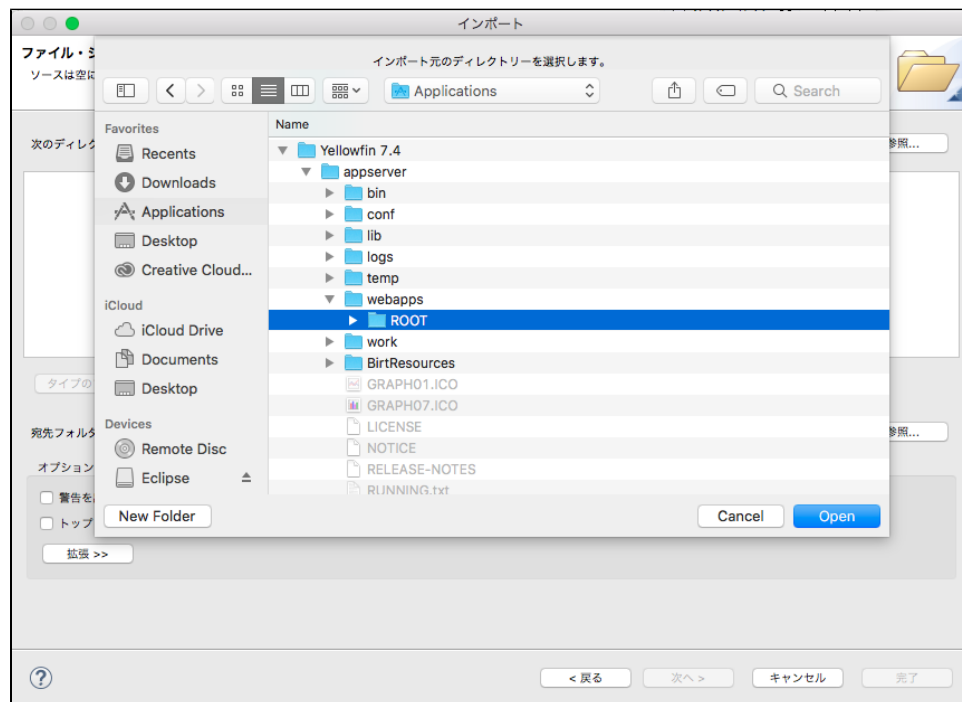 インポート
ファイル・シ
ソースは空に
インポート元のディレクトリーを選択します。
Applications
Search
次のディレク
参照...
Favorites
Recents
Downloads
Applications
Desktop
Creative Cloud...
iCloud
iCloud Drive
Documents
Desktop
Devices
Remote Disc
Eclipse
Name
Yellowfin 7.4
appserver
bin
conf
lib
logs
temp
webapps
ROOT
work
BirtResources
GRAPH01.ICO
GRAPH07.ICO
LICENSE
NOTICE
RELEASE-NOTES
RUNNING.txt
New Folder
Cancel
Open
タイプの
宛先フォルダ
参照...
オプション
警告を
トップ
拡張 >>
< 戻る
次へ >
キャンセル
完了